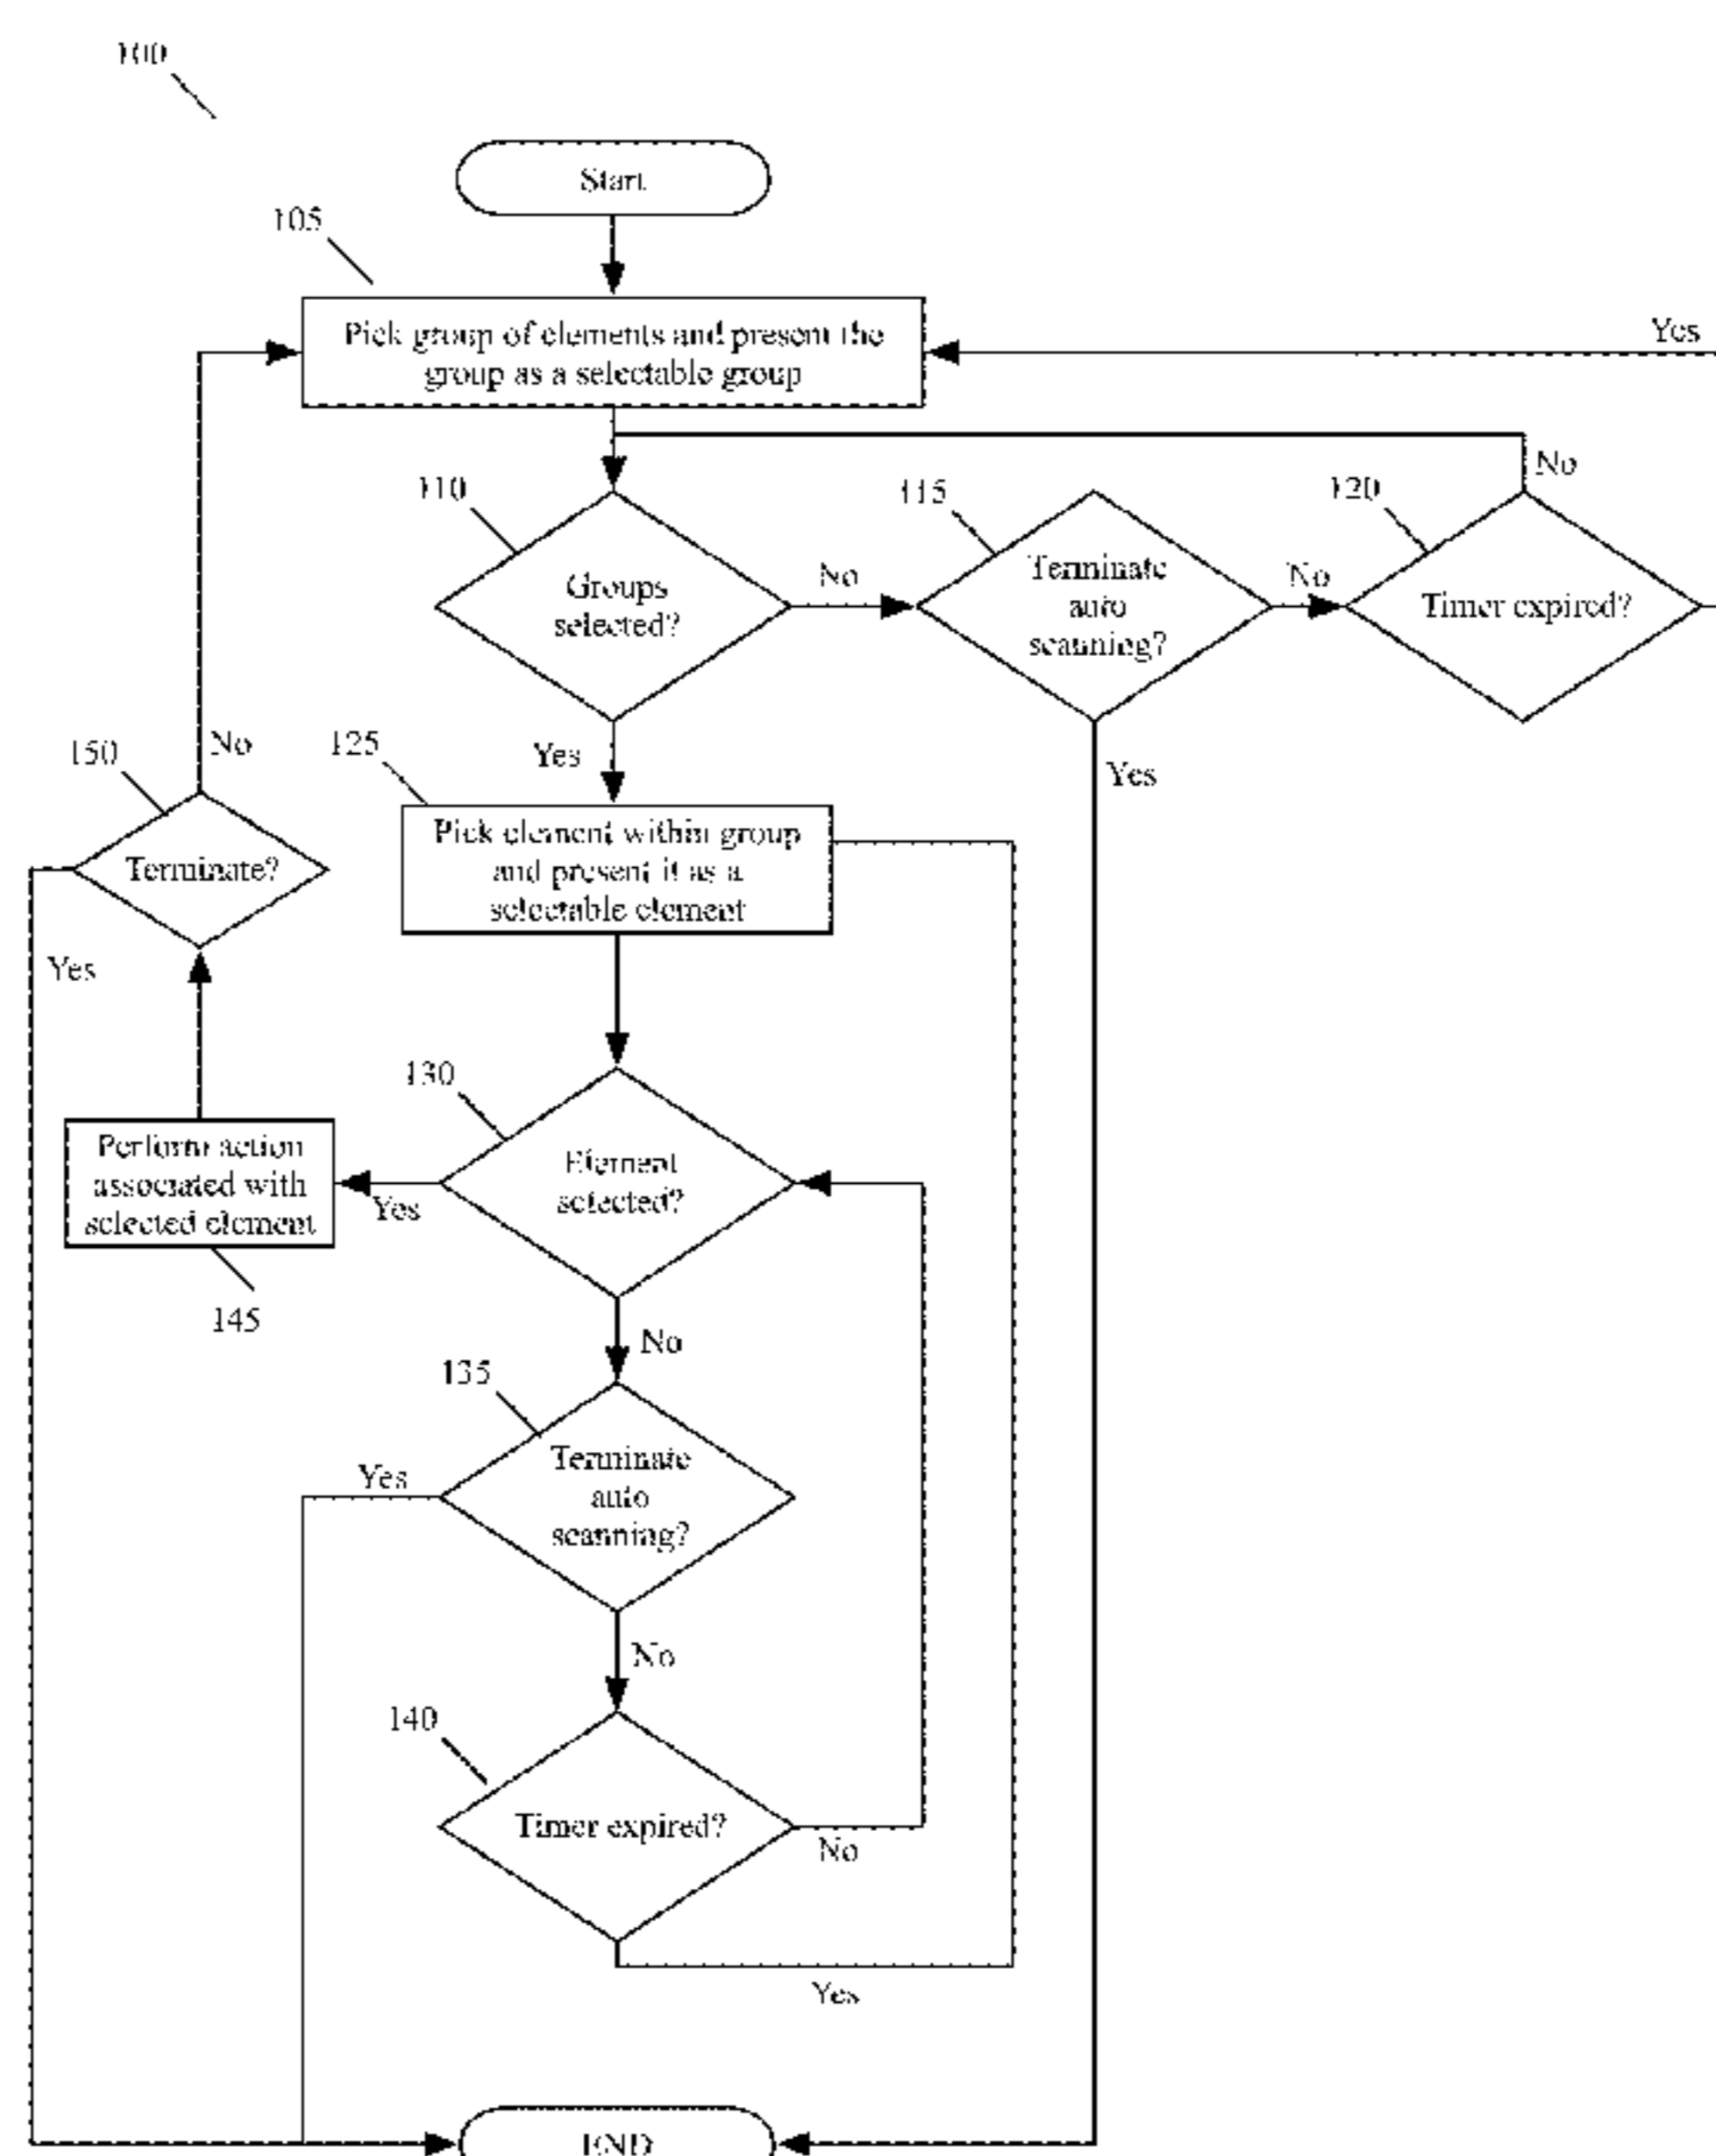 100
Start
105
Pick group of elements and present the
group as a selectable group
Yes
No
110
115
120
Groups
selected?
No
Terminate
auto
scanning?
No
Timer expired?
150
No
125
Yes
Yes
Terminate?
Pick element within group
and present it as a
selectable element
Yes
130
Element
selected?
Perform action
associated with
selected element
Yes
145
No
135
Terminate
auto
scanning?
Yes
No
140
Timer expired?
No
Yes
END